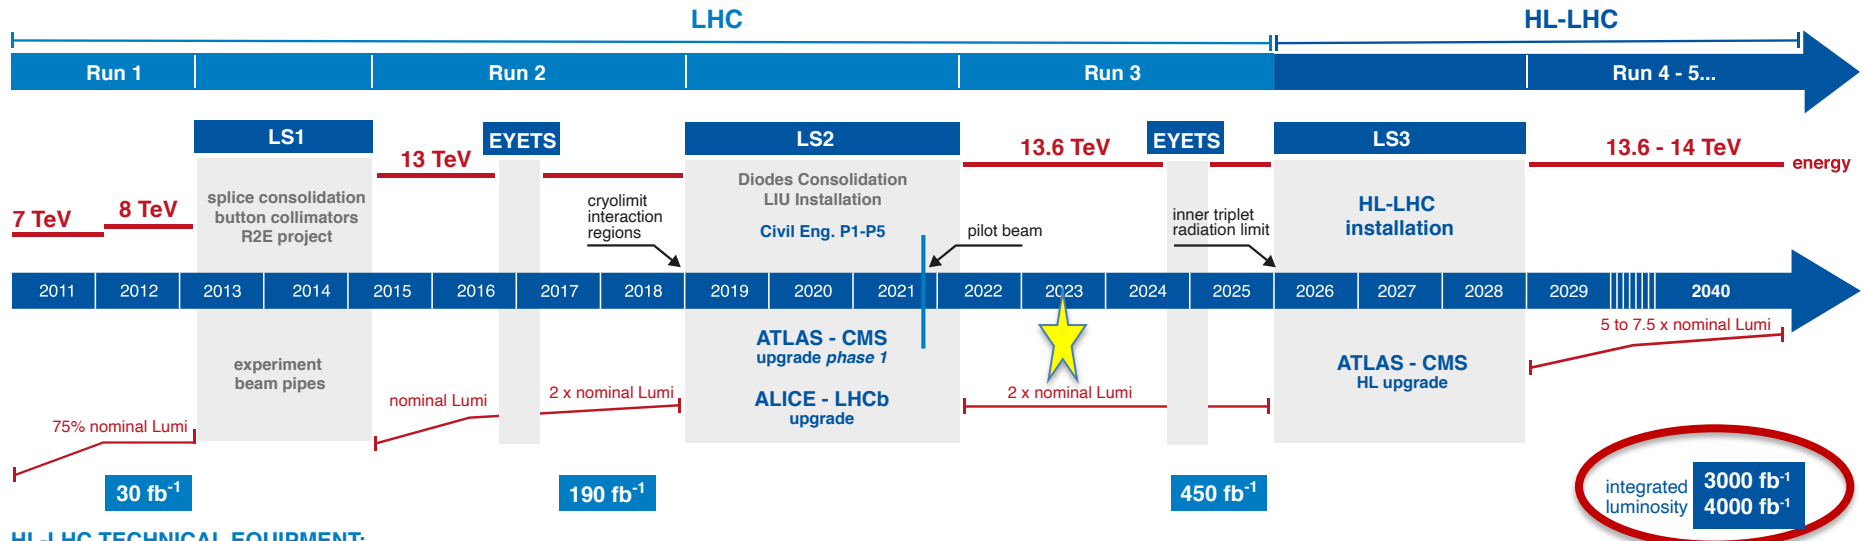 LHC
HL-LHC
Run 1
Run 2
Run 3
Run 4 - 5...
LS1
EYETS
LS2
EYETS
LS3
13 TeV
13.6 TeV
13.6 - 14 TeV
energy
7 TeV
8 TeV
splice consolidation
button collimators
R2E project
cryolimit
interaction
regions
Diodes Consolidation
LIU Installation
Civil Eng. P1-P5
pilot beam
inner triplet
radiation limit
HL-LHC
installation
2011
2012
2013
2014
2015
2016
2017
2018
2019
2020
2021
2022
2023
2024
2025
2026
2027
2028
2029
2040
experiment
beam pipes
ATLAS - CMS
upgrade phase 1
ALICE - LHCb
upgrade
ATLAS - CMS
HL upgrade
5 to 7.5 x nominal Lumi
75% nominal Lumi
nominal Lumi
2 x nominal Lumi
2 x nominal Lumi
30 fb-1
190 fb-1
450 fb-1
integrated
luminosity
3000 fb-1
4000 fb-1
HL-LHC TECHNICAL EQUIPMENT: